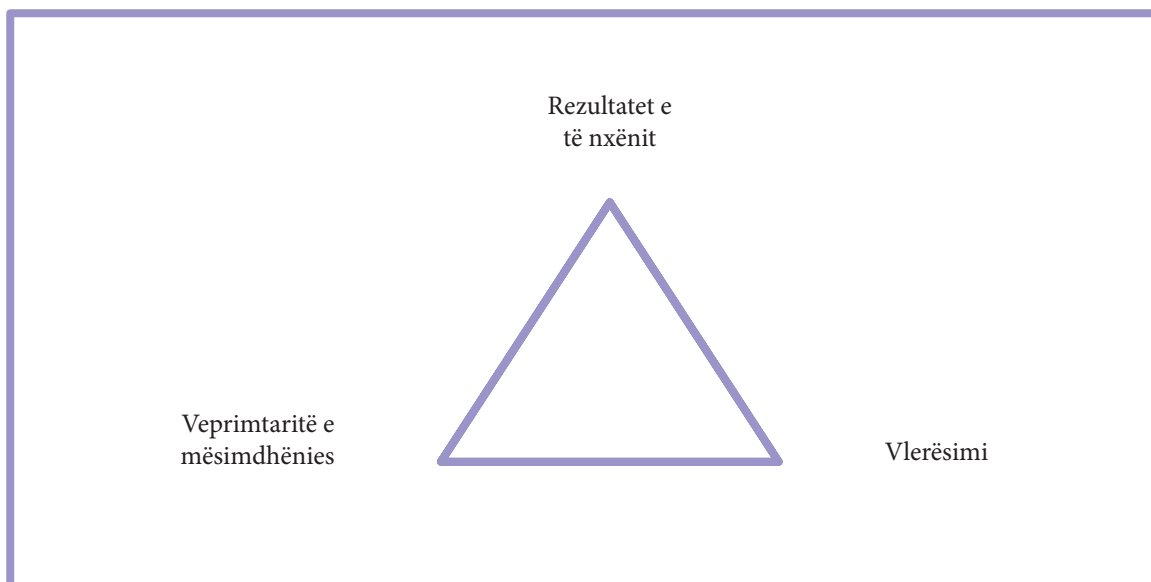 Rezultatet e
të nxënit
Veprimtaritë e
mësimdhënies
Vlerësimi